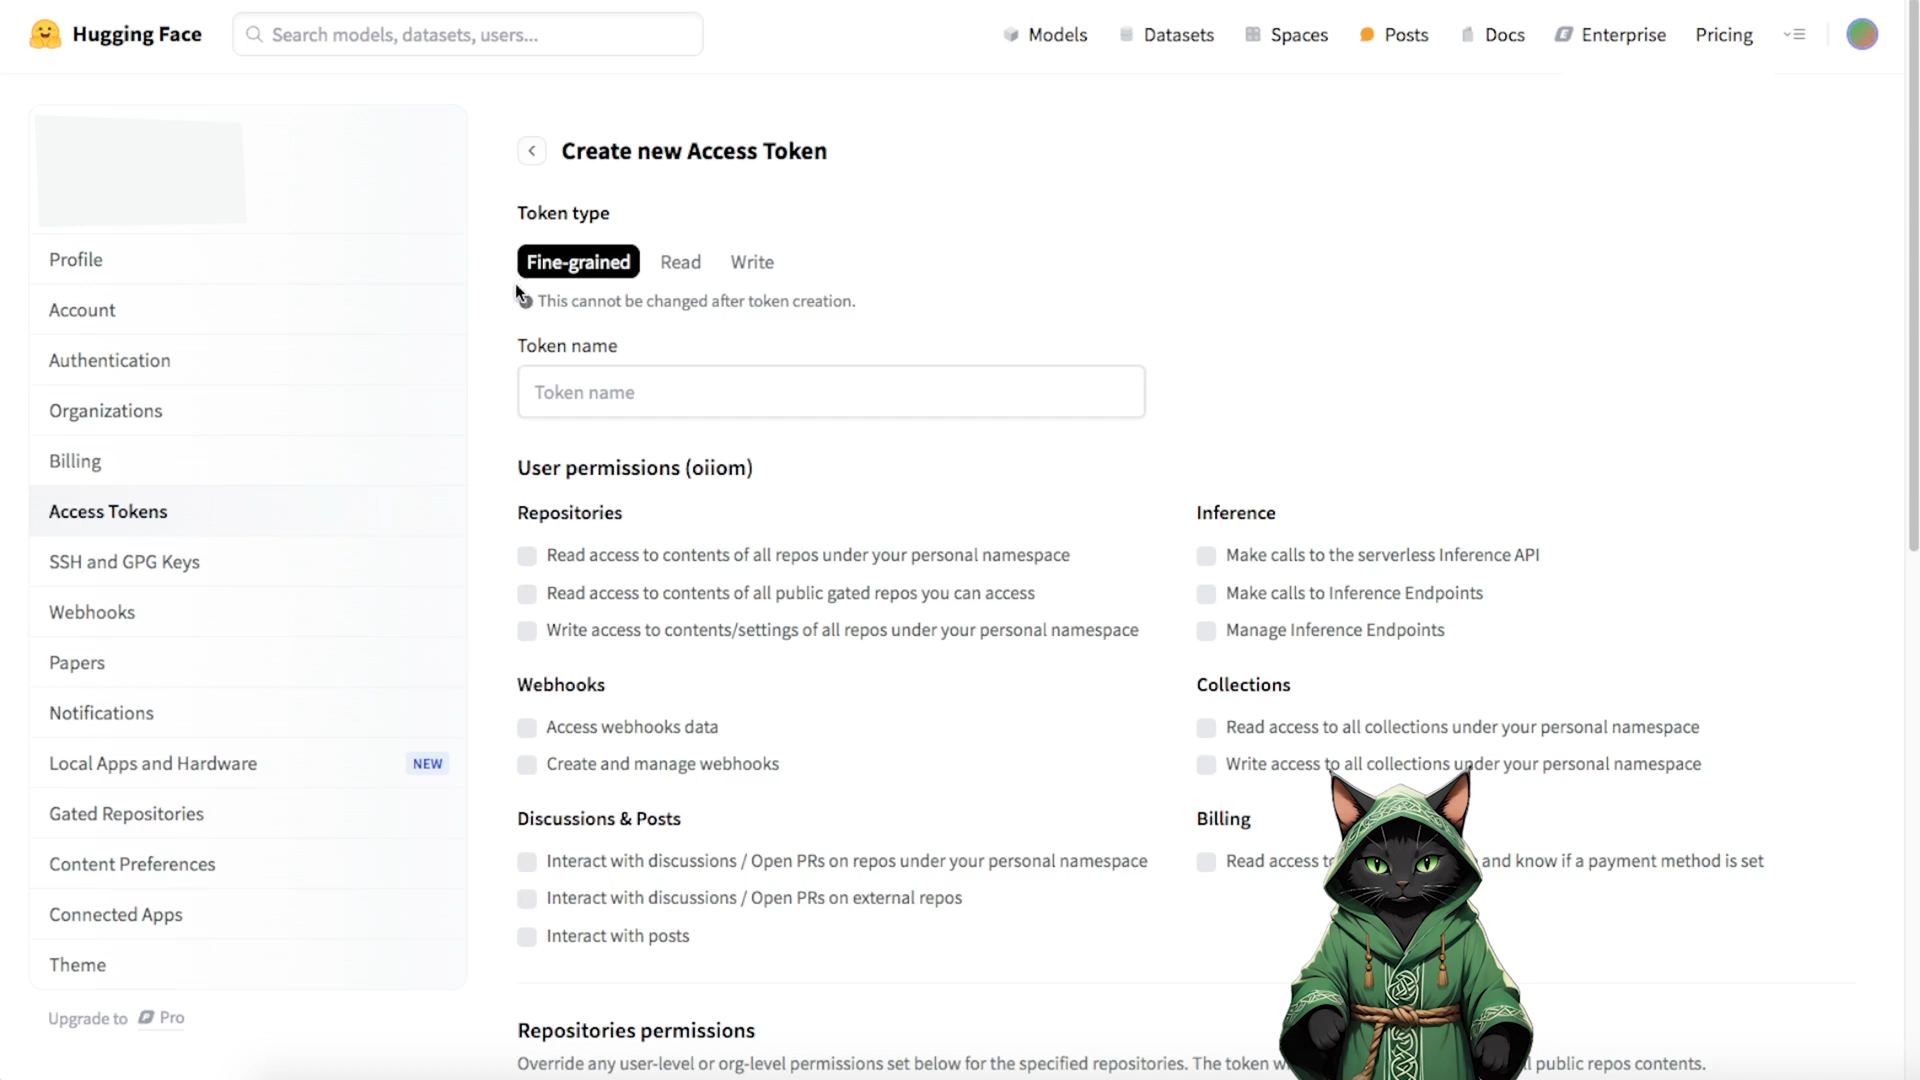 Hugging Face
Search models, datasets, users...
Models
Datasets
Spaces
Posts
Docs
Enterprise
Pricing
Profile
Account
Authentication
Organizations
Billing
Access Tokens
SSH and GPG Keys
Webhooks
Papers
Notifications
Local Apps and Hardware NEW
Gated Repositories
Content Preferences
Connected Apps
Theme
Upgrade to Pro
Create new Access Token
Token type
Fine-grained Read Write
This cannot be changed after token creation.
Token name
Token name
User permissions (oiiom)
Repositories
Read access to contents of all repos under your personal namespace
Read access to contents of all public gated repos you can access
Write access to contents/settings of all repos under your personal namespace
Inference
Make calls to the serverless Inference API
Make calls to Inference Endpoints
Manage Inference Endpoints
Webhooks
Access webhooks data
Create and manage webhooks
Collections
Read access to all collections under your personal namespace
Write access to all collections under your personal namespace
Discussions & Posts
Interact with discussions / Open PRs on repos under your personal namespace
Interact with discussions / Open PRs on external repos
Interact with posts
Billing
Read access and know if a payment method is set
Repositories permissions
Override any user-level or org-level permissions set below for the specified repositories. The token public repos contents.